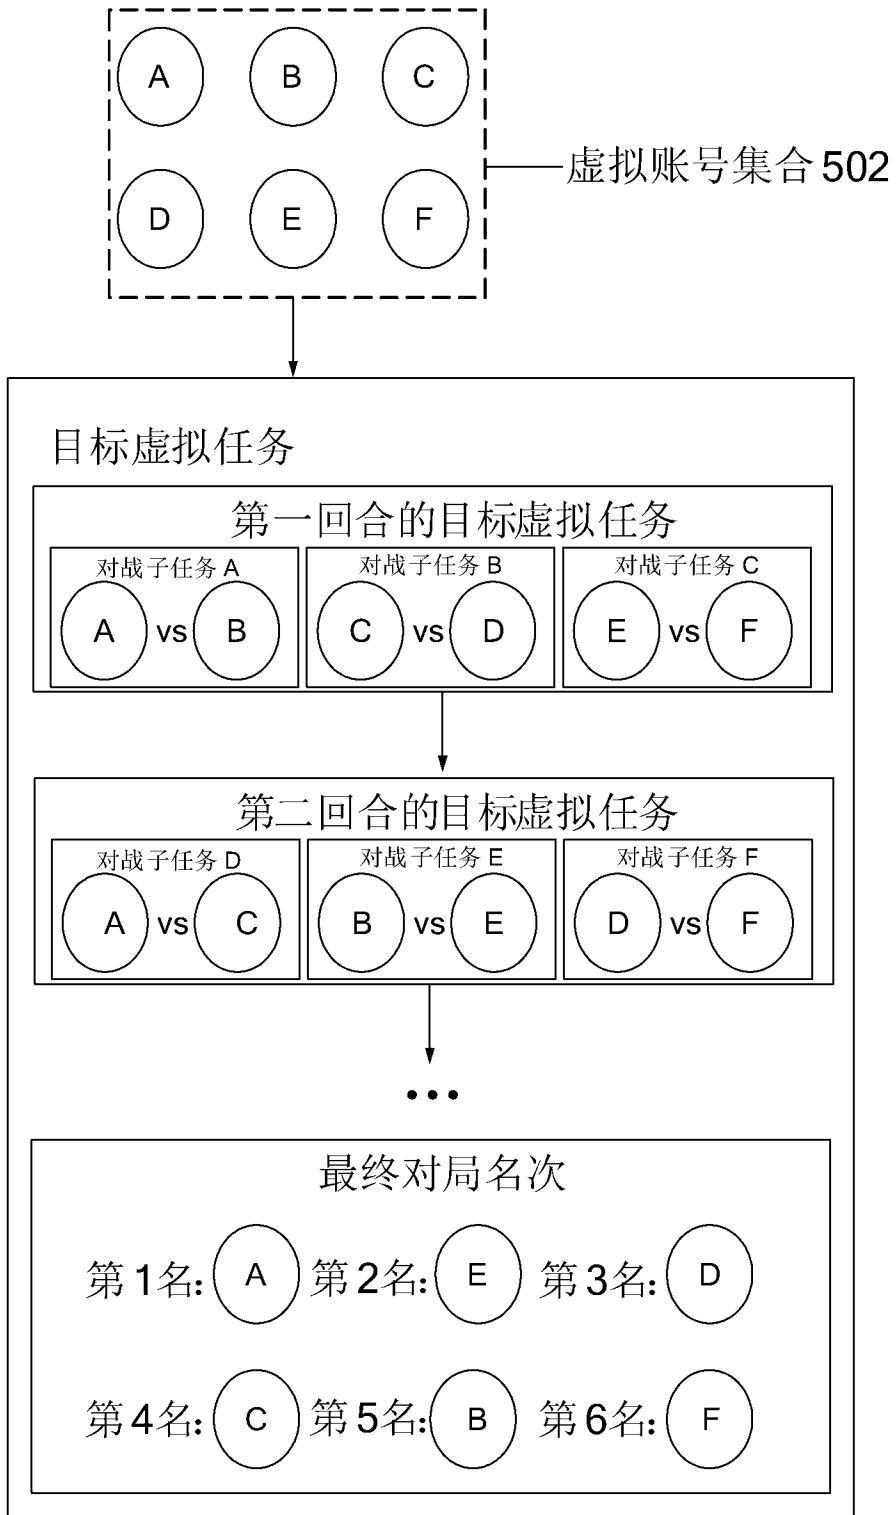 A B C
虚拟账号集合 502
D E F
目标虚拟任务
第一回合的目标虚拟任务
对战子任务 A 对战子任务 B 对战子任务 C
A vs B C vs D E vs F
第二回合的目标虚拟任务
对战子任务 D 对战子任务 E 对战子任务 F
A vs C B vs E D vs F
•••
最终对局名次
第1名: A 第2名: E 第3名: D
第4名: C 第5名: B 第6名: F